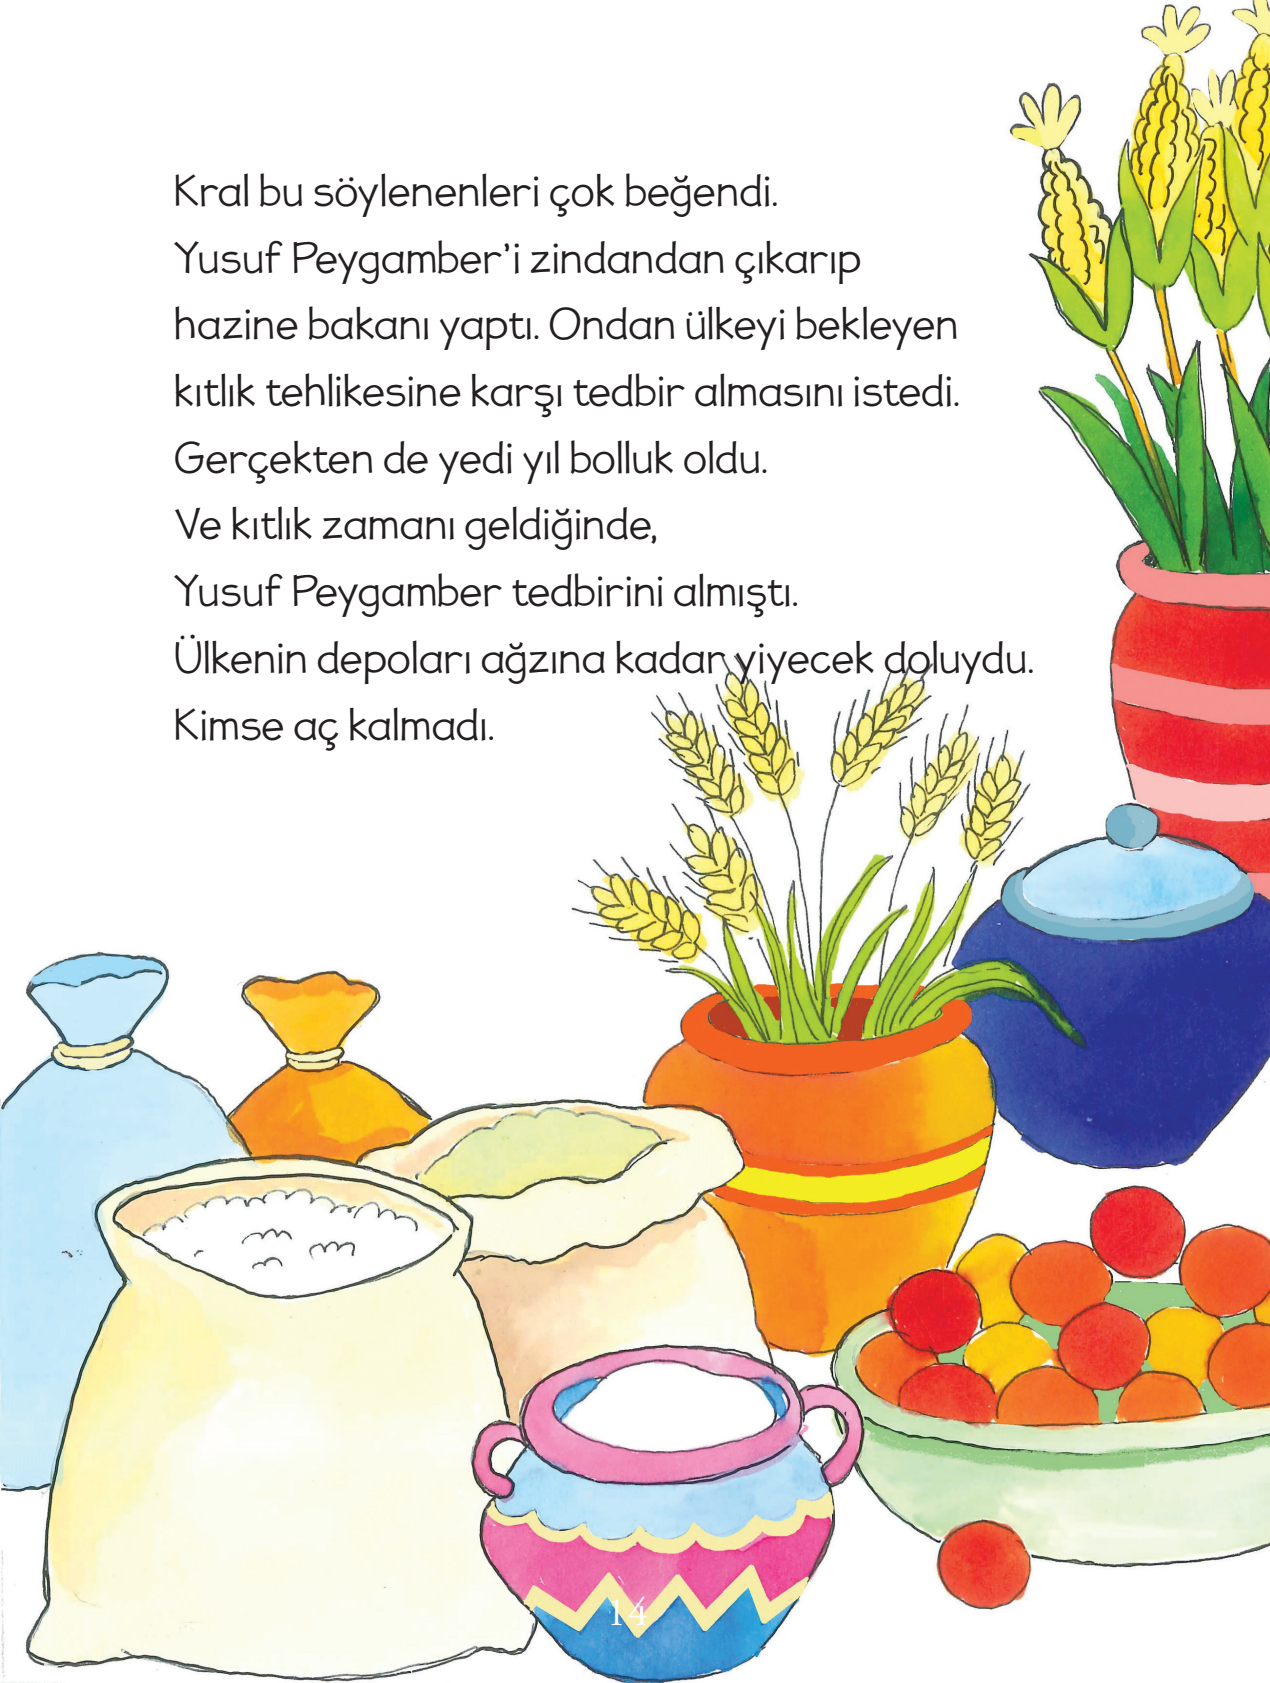 Kral bu söylenenleri çok beğendi.
Yusuf Peygamber'i zindandan çıkarıp
hazine bakanı yaptı. Ondan ülkeyi bekleyen
kıtlık tehlikesine karşı tedbir almasını istedi.
Gerçekten de yedi yıl bolluk oldu.
Ve kıtlık zamanı geldiğinde,
Yusuf Peygamber tedbirini almıştı.
Ülkenin depoları ağzına kadar yiyecek doluydu.
Kimse aç kalmadı.
14